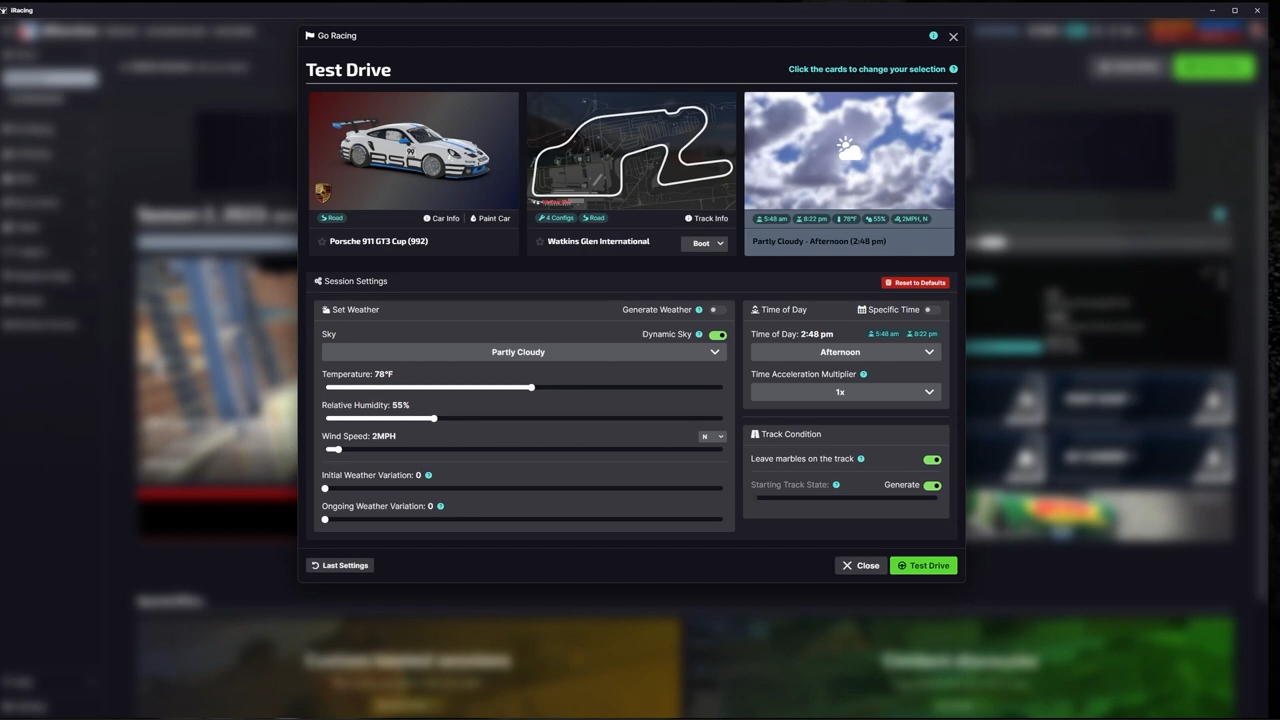 iRacing
Go Racing
Test Drive
Click the cards to change your selection
99
Road
Car Info
Paint Car
Porsche 911 GT3 Cup (992)
4 Configs
Road
Track Info
Watkins Glen International
Boot
5:48 am
8:22 pm
78°F
55%
2MPH, N
Partly Cloudy - Afternoon (2:48 pm)
Session Settings
Reset to Defaults
Set Weather
Generate Weather
Sky
Dynamic Sky
Partly Cloudy
Temperature: 78°F
Relative Humidity: 55%
Wind Speed: 2MPH
N
Initial Weather Variation: 0
Ongoing Weather Variation: 0
Time of Day
Specific Time
Time of Day: 2:48 pm
5:48 am
8:22 pm
Afternoon
Time Acceleration Multiplier
1x
Track Condition
Leave marbles on the track
Starting Track State:
Generate
Last Settings
Close
Test Drive